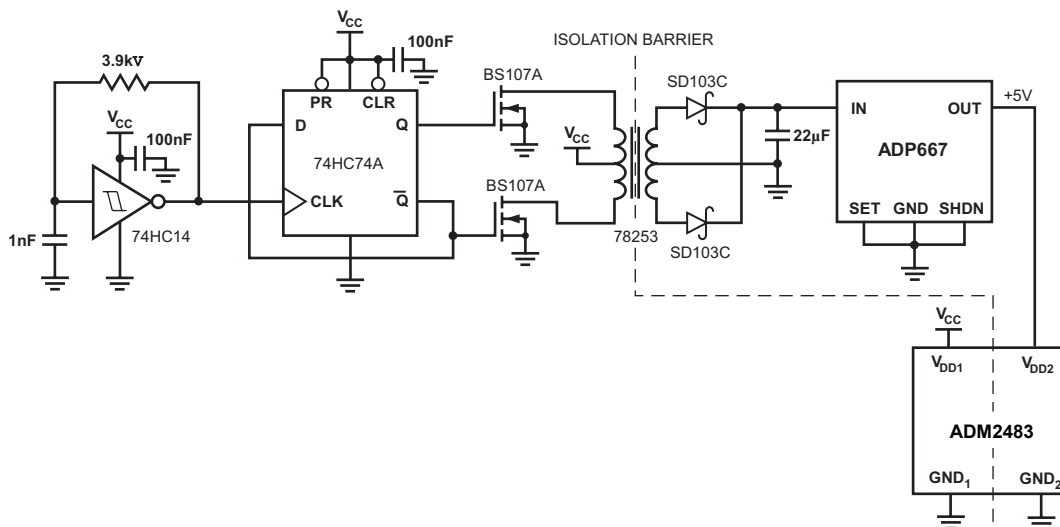 VCC
100nF
ISOLATION BARRIER
3.9kV
BS107A
SD103C
PR
CLR
IN
OUT
+5V
VCC
D
Q
VCC
22µF
100nF
74HC74A
ADP667
BS107A
CLK
Q
SET
GND
SHDN
1nF
74HC14
78253
SD103C
VCC
VDD1
VDD2
ADM2483
GND1
GND2